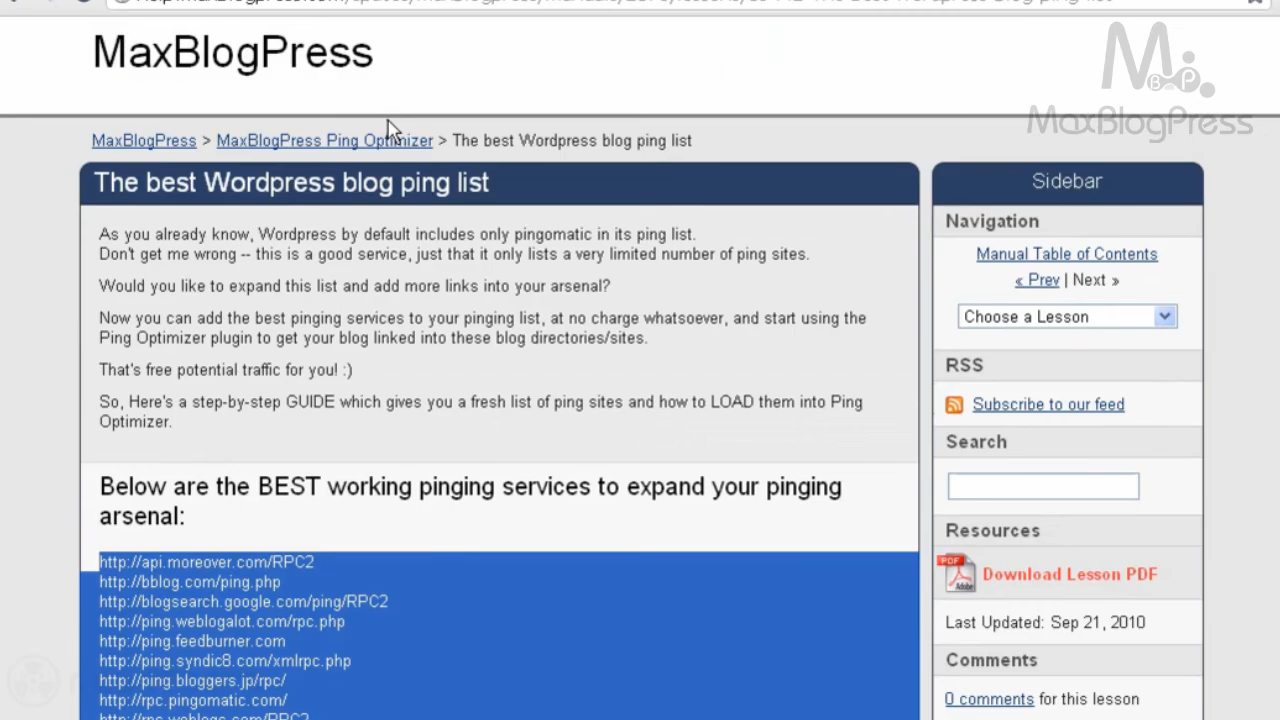 MaxBlogPress
MBP
MaxBlogPress
MaxBlogPress > MaxBlogPress Ping Optimizer > The best Wordpress blog ping list
The best Wordpress blog ping list
As you already know, Wordpress by default includes only pingomatic in its ping list.
Don't get me wrong -- this is a good service, just that it only lists a very limited number of ping sites.
Would you like to expand this list and add more links into your arsenal?
Now you can add the best pinging services to your pinging list, at no charge whatsoever, and start using the
Ping Optimizer plugin to get your blog linked into these blog directories/sites.
That's free potential traffic for you! :)
So, Here's a step-by-step GUIDE which gives you a fresh list of ping sites and how to LOAD them into Ping
Optimizer.
Below are the BEST working pinging services to expand your pinging
arsenal:
http://api.moreover.com/RPC2
http://bblog.com/ping.php
http://blogsearch.google.com/ping/RPC2
http://ping.weblogalot.com/rpc.php
http://ping.feedburner.com
http://ping.syndic8.com/xmlrpc.php
http://ping.bloggers.jp/rpc/
http://rpc.pingomatic.com/
http://rpc.weblogs.com/RPC2
Sidebar
Navigation
Manual Table of Contents
« Prev | Next »
Choose a Lesson
RSS
Subscribe to our feed
Search
Resources
PDF
Adobe
Download Lesson PDF
Last Updated: Sep 21, 2010
Comments
0 comments for this lesson